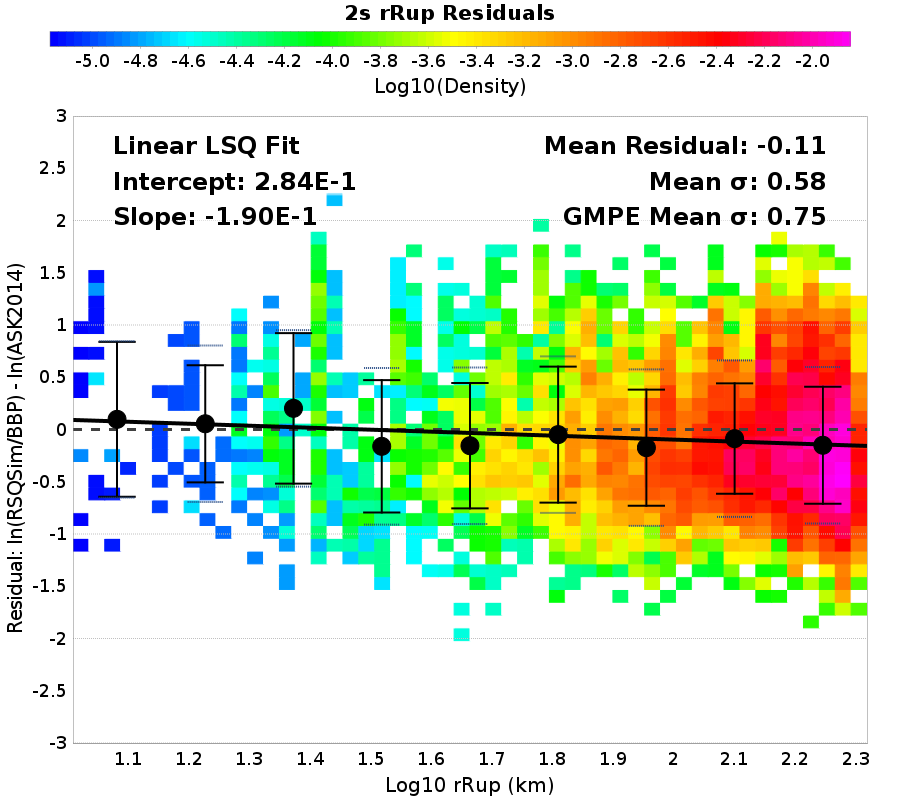 2s rRup Residuals
-5.0 -4.8 -4.6 -4.4 -4.2 -4.0 -3.8 -3.6 -3.4 -3.2 -3.0 -2.8 -2.6 -2.4 -2.2 -2.0
Log10(Density)
Linear LSQ Fit
Intercept: 2.84E-1
Slope: -1.90E-1
Mean Residual: -0.11
Mean σ: 0.58
GMPE Mean σ: 0.75
Residual: ln(RSQSim/BBP) - ln(ASK2014)
3
2.5
2
1.5
1
0.5
0
-0.5
-1
-1.5
-2
-2.5
-3
1.1 1.2 1.3 1.4 1.5 1.6 1.7 1.8 1.9 2 2.1 2.2 2.3
Log10 rRup (km)